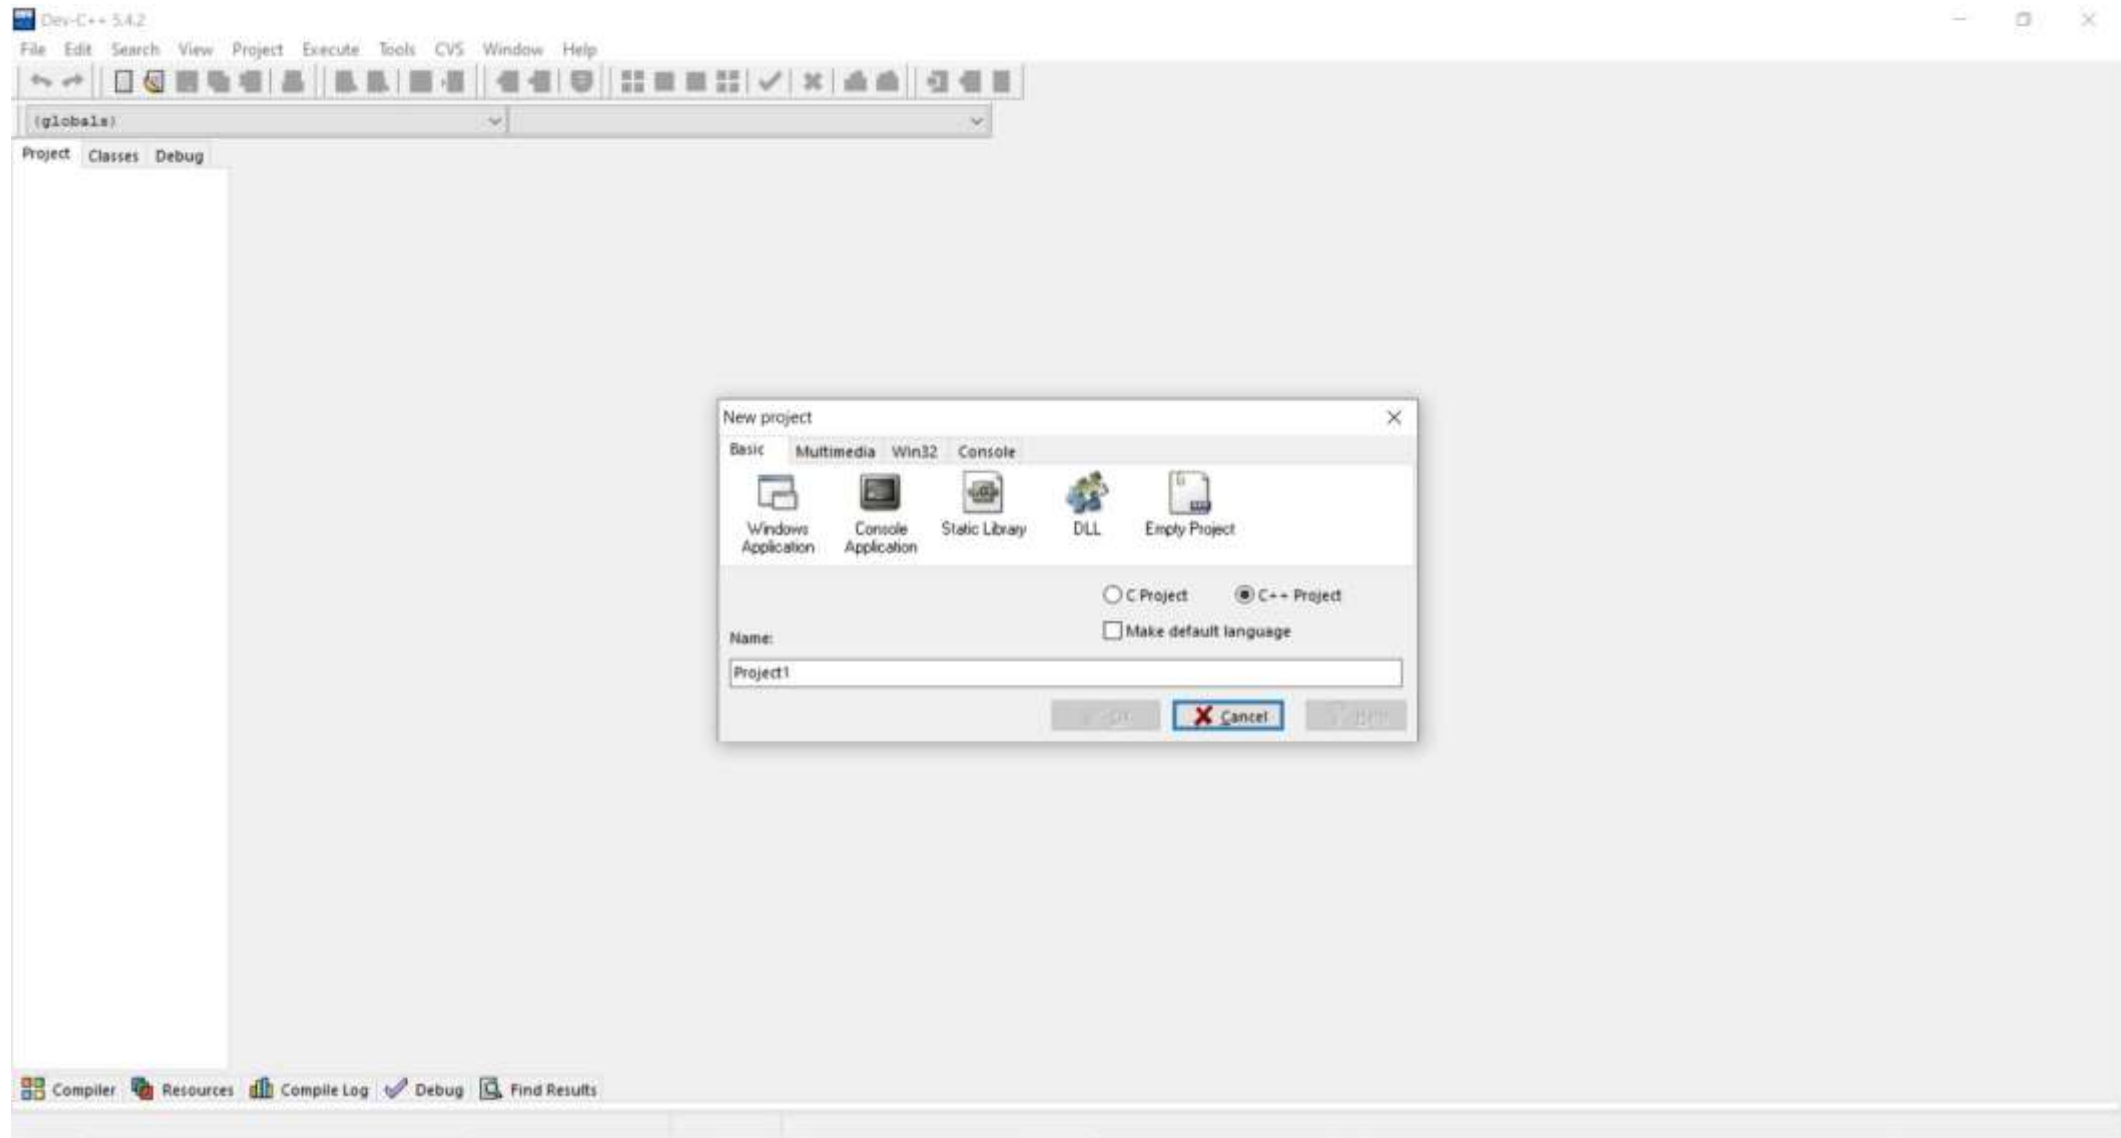 Dev-C++ 5.4.2
File Edit Search View Project Execute Tools CVS Window Help
(globals)
Project Classes Debug
New project
Basic Multimedia Win32 Console
Windows Application
Console Application
Static Library
DLL
Empty Project
C Project C++ Project
Make default language
Name:
Project1
Cancel
Compiler Resources Compile Log Debug Find Results